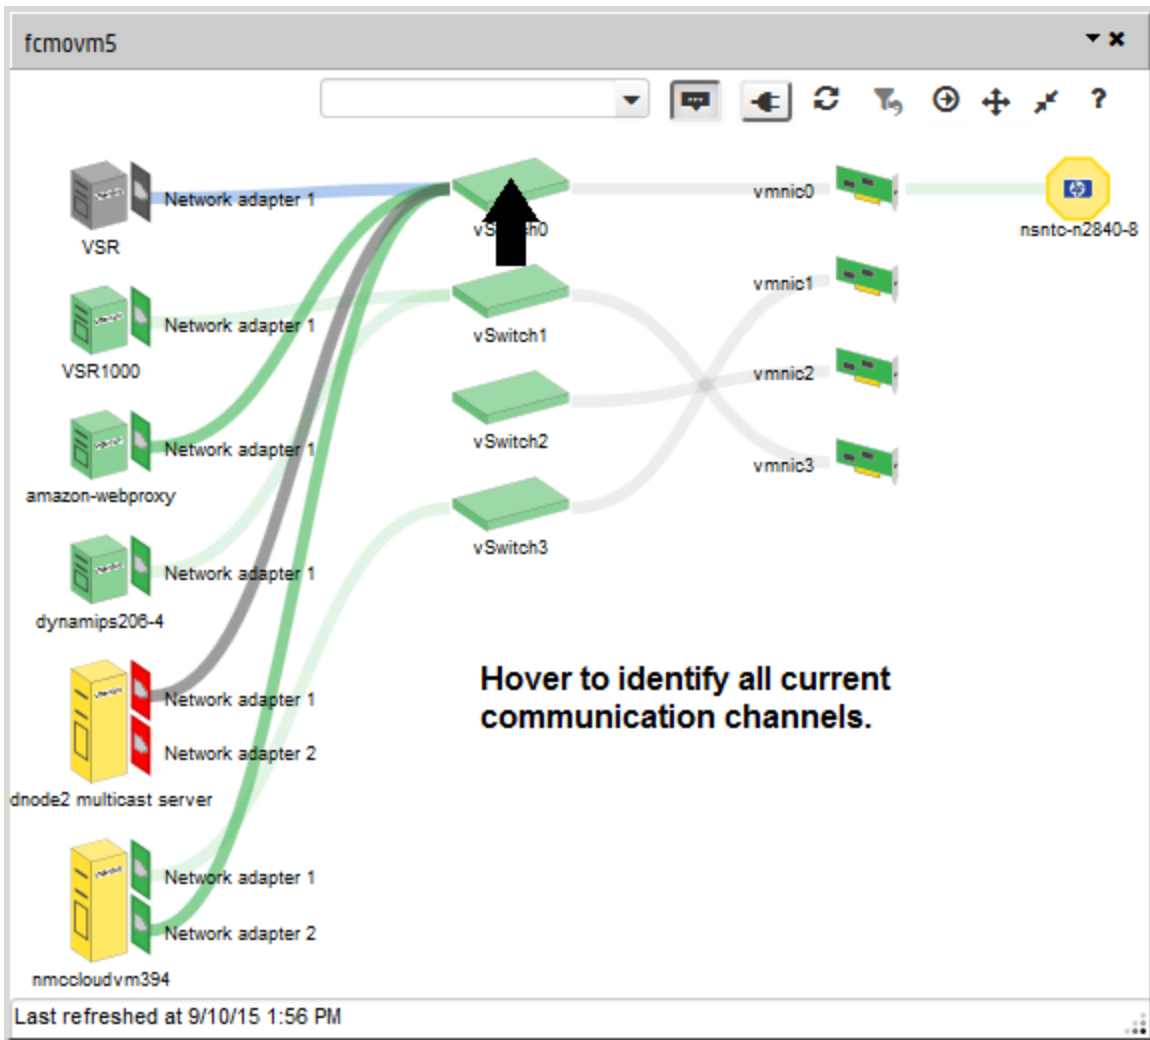 fcmovm5
?
Network adapter 1
VSR
vSwitch0
vmnic0
nsntc-n2840-8
Network adapter 1
VSR1000
vSwitch1
vmnic1
Network adapter 1
amazon-webproxy
vSwitch2
vmnic2
Network adapter 1
dynamips206-4
vSwitch3
vmnic3
Network adapter 1
Network adapter 2
dnode2 multicast server
Hover to identify all current
communication channels.
Network adapter 1
Network adapter 2
nmccloudvm394
Last refreshed at 9/10/15 1:56 PM